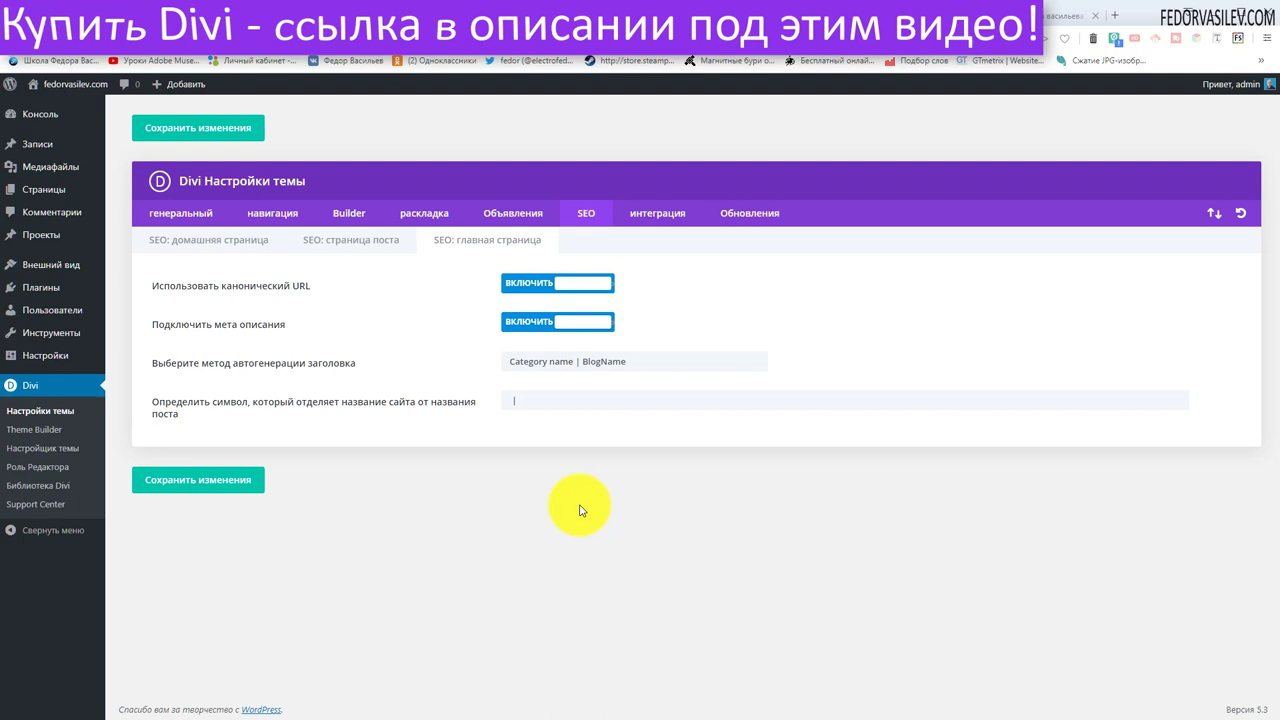 Купить Divi - ссылка в описании под этим видео!
васильева
FEDORVASILEV.COM
Школа Федора Вас...
Уроки Adobe Muse...
Личный кабинет -...
Федор Васильев
(2) Одноклассники
fedor (@electrofed...
http://store.steamp...
Магнитные бури о...
Бесплатный онлай...
Подбор слов
GTmetrix | Website...
Сжатие JPG-изобр...
fedorvasilev.com
0
Добавить
Привет, admin
Консоль
Записи
Медиафайлы
Страницы
Комментарии
Проекты
Внешний вид
Плагины
Пользователи
Инструменты
Настройки
Divi
Настройки темы
Theme Builder
Настройщик темы
Роль Редактора
Библиотека Divi
Support Center
Свернуть меню
Сохранить изменения
Divi Настройки темы
генеральный
навигация
Builder
раскладка
Объявления
SEO
интеграция
Обновления
SEO: домашняя страница
SEO: страница поста
SEO: главная страница
Использовать канонический URL
ВКЛЮЧИТЬ
Подключить мета описания
ВКЛЮЧИТЬ
Выберите метод автогенерации заголовка
Category name | BlogName
Определить символ, который отделяет название сайта от названия
поста
|
Сохранить изменения
Спасибо вам за творчество с WordPress.
Версия 5.3